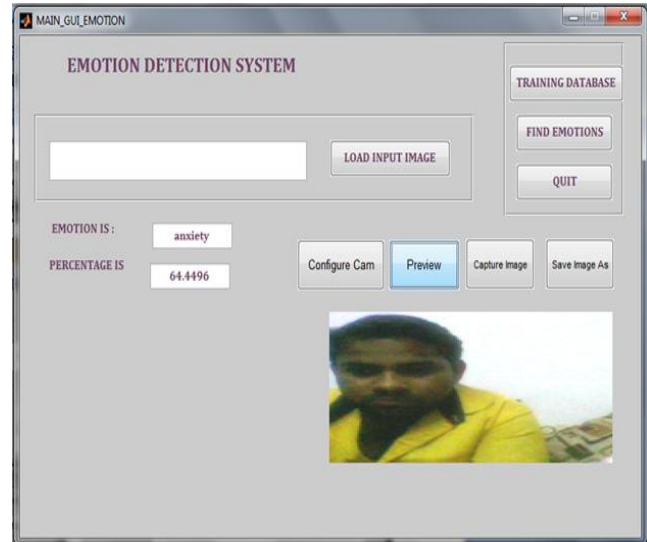 MAIN_GUI_EMOTION
EMOTION DETECTION SYSTEM
TRAINING DATABASE
FIND EMOTIONS
QUIT
LOAD INPUT IMAGE
EMOTION IS :
anxiety
PERCENTAGE IS
64.4496
Configure Cam
Preview
Capture Image
Save Image As